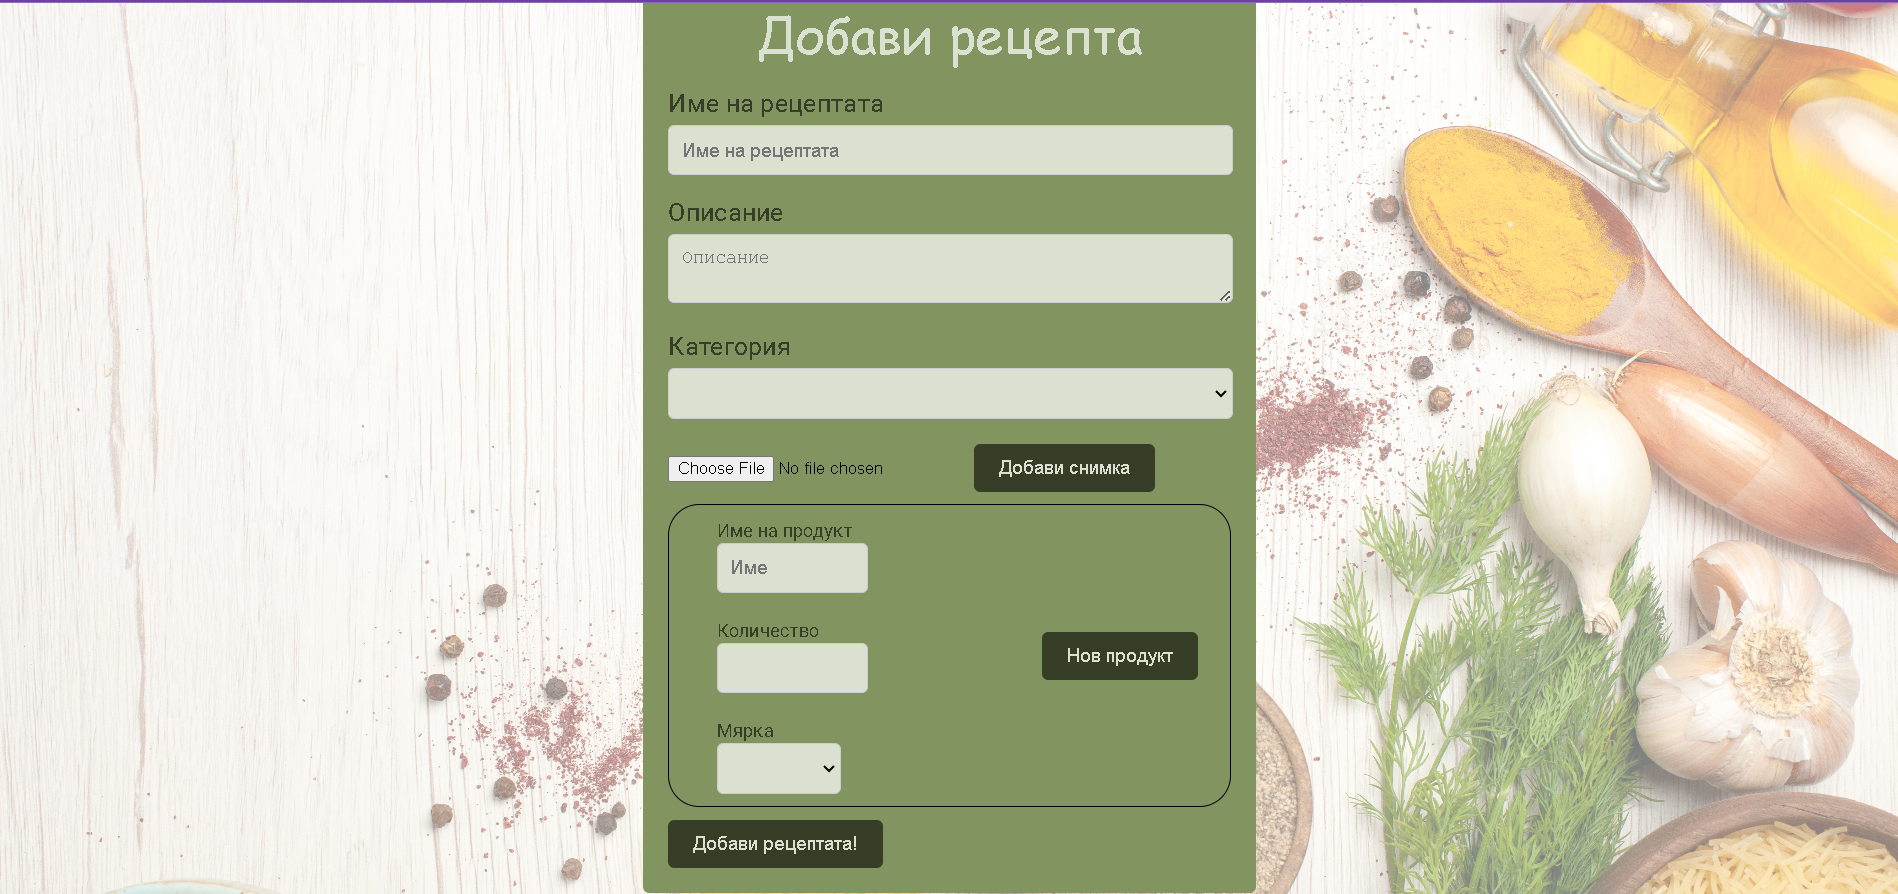 Добави рецепта
Име на рецептата
Име на рецептата
Описание
Описание
Категория
Choose File No file chosen
Добави снимка
Име на продукт
Име
Количество
Нов продукт
Мярка
Добави рецептата!